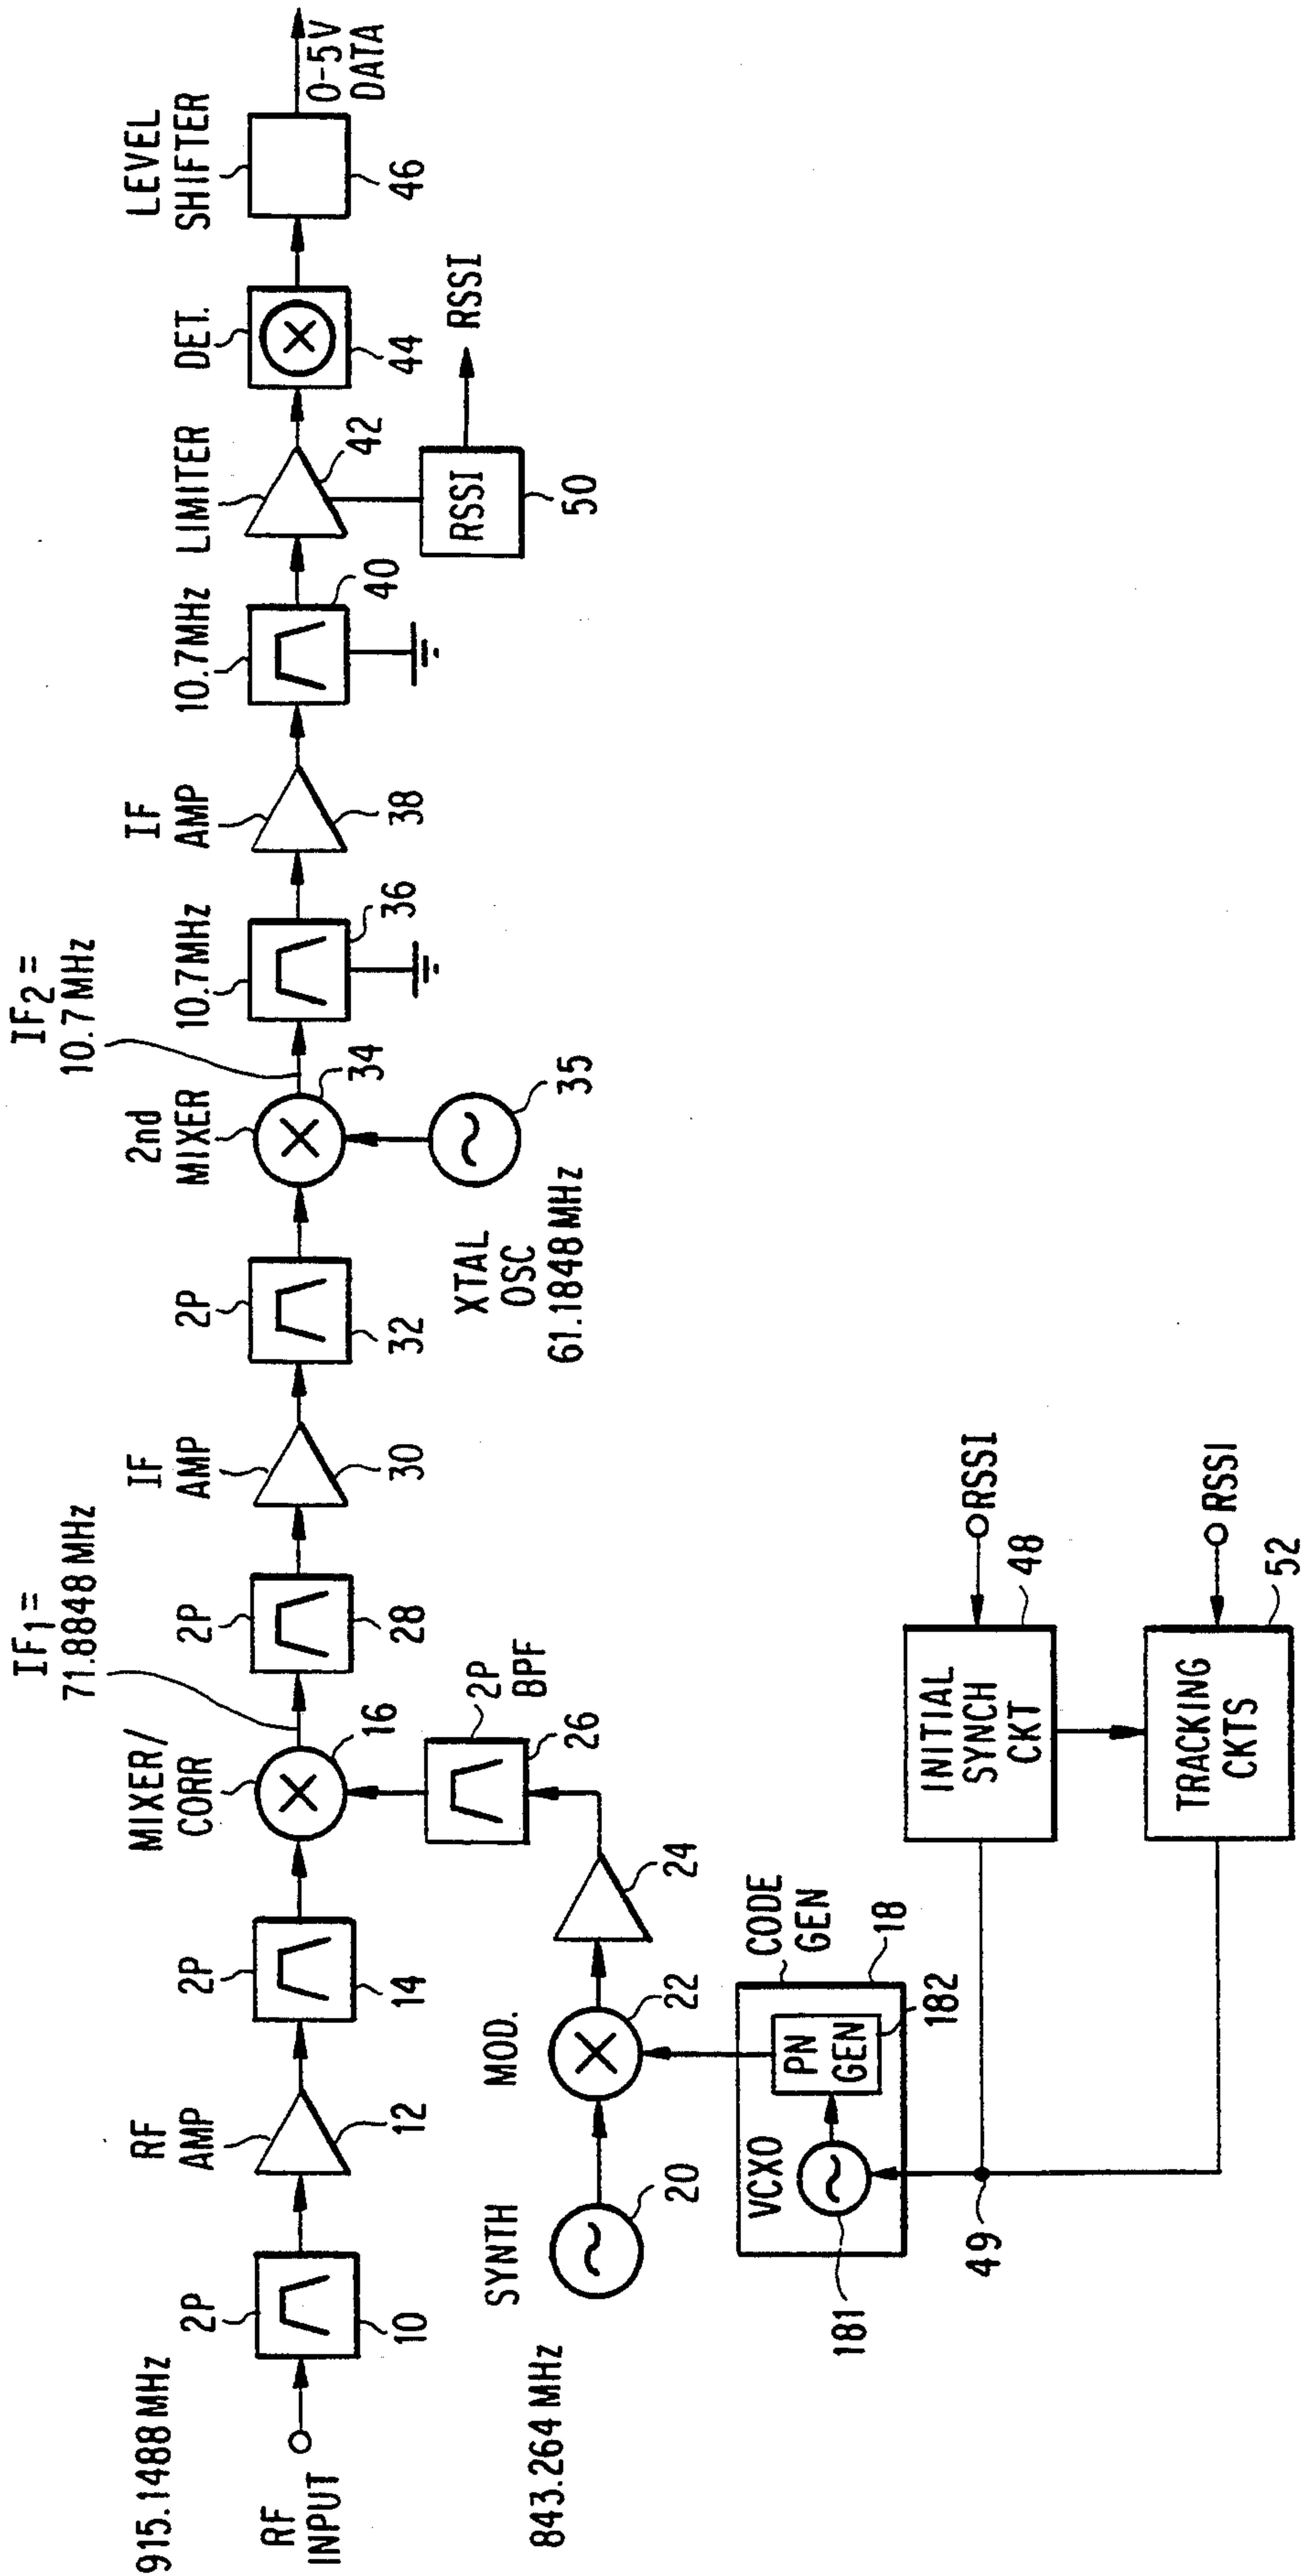 915.1488 MHz
RF
INPUT
2P
10
RF
AMP
12
2P
14
MIXER/
CORR
16
IF1 =
71.8848 MHz
2P
28
IF
AMP
30
2P
32
2nd
MIXER
34
IF2 =
10.7 MHz
XTAL
OSC
61.1848 MHz
35
10.7MHz
36
IF
AMP
38
10.7MHz
40
LIMITER
42
RSSI
50
RSSI
DET.
44
LEVEL
SHIFTER
46
0-5V
DATA
843.264 MHz
SYNTH
20
MOD.
22
24
2P
BPF
26
CODE
GEN
18
VCXO
181
PN
GEN
182
49
INITIAL
SYNCH
CKT
48
RSSI
TRACKING
CKTS
52
RSSI